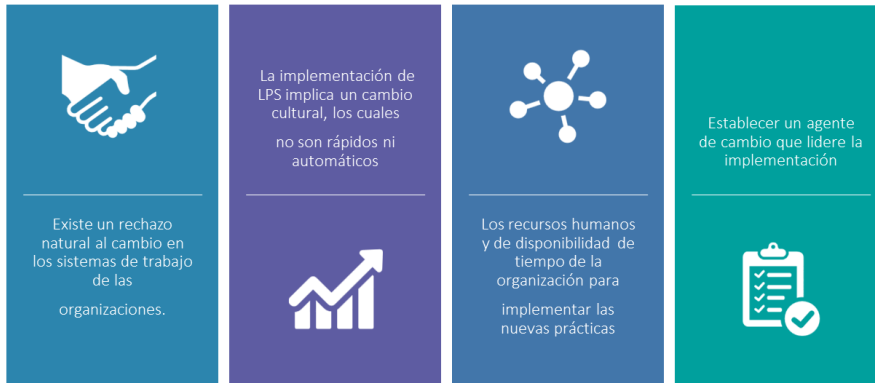 Existe un rechazo
natural al cambio en
los sistemas de trabajo
de las
organizaciones.
La implementación de
LPS implica un cambio
cultural, los cuales
no son rápidos ni
automáticos
Los recursos humanos
y de disponibilidad de
tiempo de la
organización para
implementar las
nuevas prácticas
Establecer un agente
de cambio que lidere la
implementación